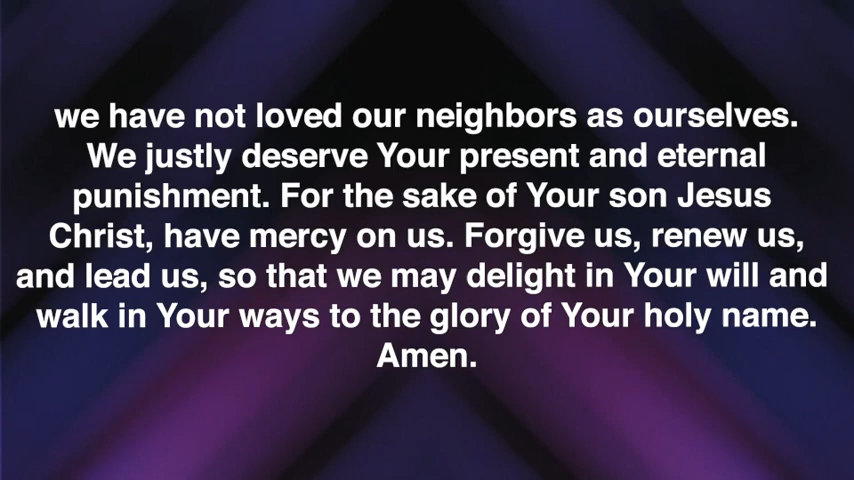 we have not loved our neighbors as ourselves.
We justly deserve Your present and eternal
punishment. For the sake of Your son Jesus
Christ, have mercy on us. Forgive us, renew us,
and lead us, so that we may delight in Your will and
walk in Your ways to the glory of Your holy name.
Amen.